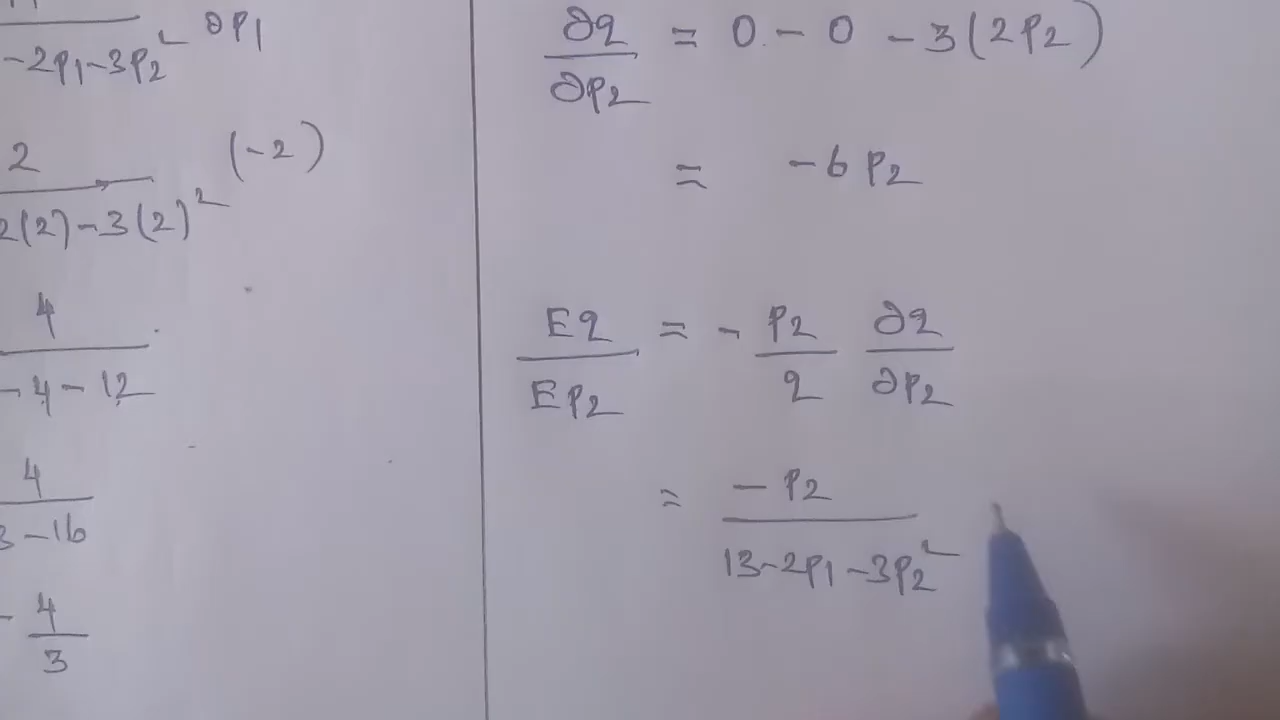 -2p₁-3p₂² ∂p₁
2 (-2)
2(2)-3(2)²
4
-4-12
4
3-16
- 4/3
∂q/∂p₂ = 0 - 0 - 3(2p₂)
= -6p₂
Eq/Ep₂ = - p₂/q ∂q/∂p₂
= -p₂/13-2p₁-3p₂²